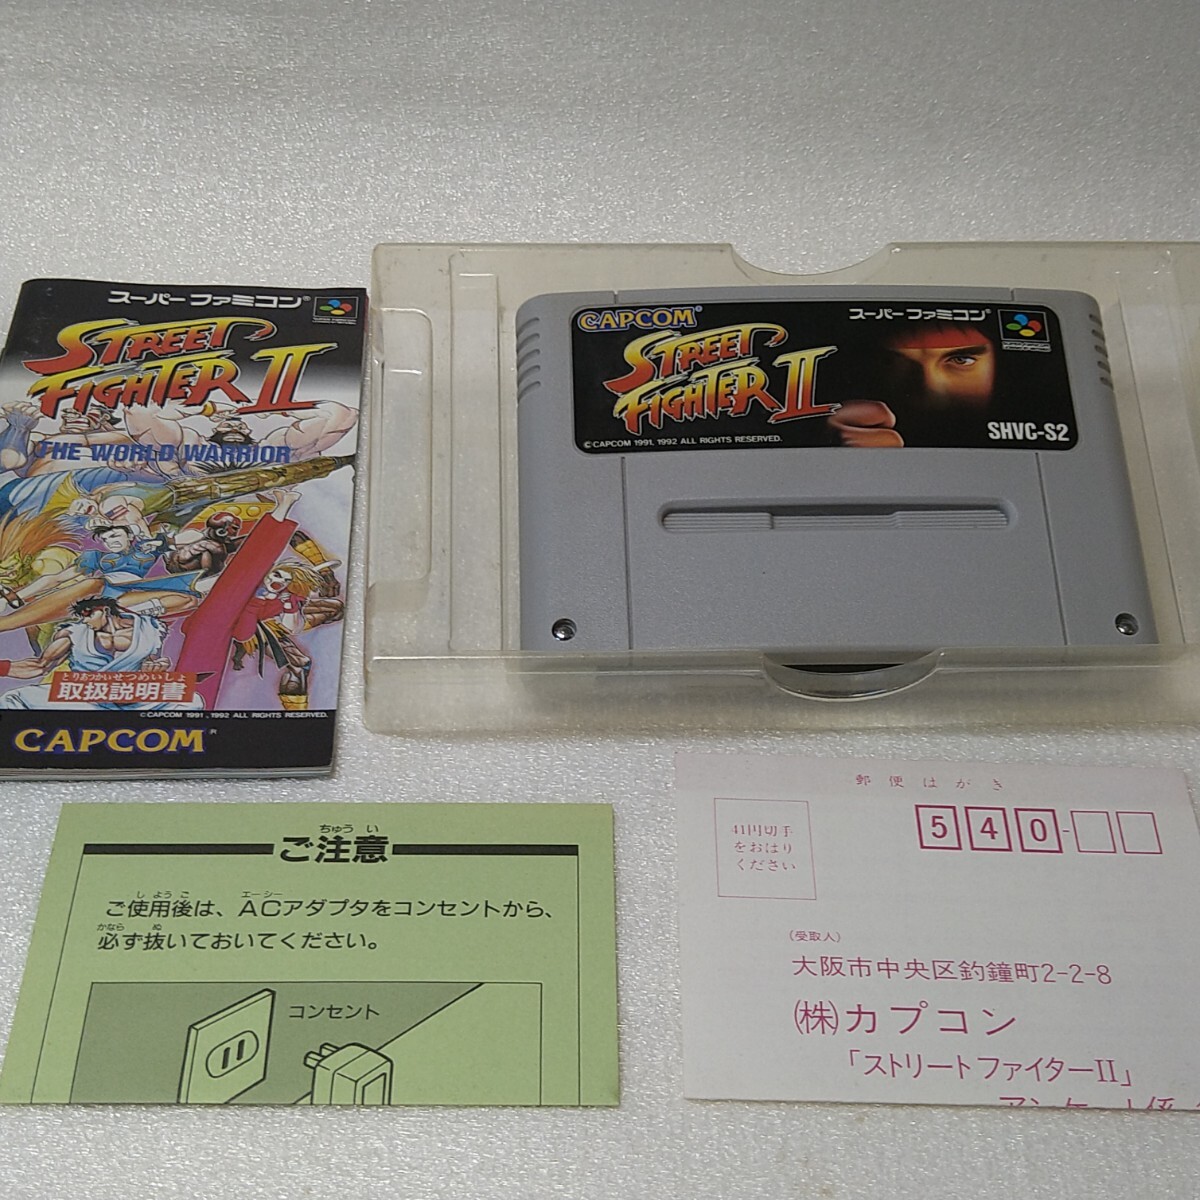 スーパーファミコン®
STREET
FIGHTER II
THE WORLD WARRIOR
とりあつかいせつめいしょ
取扱説明書
©CAPCOM 1991, 1992 ALL RIGHTS RESERVED.
CAPCOM
CAPCOM®
スーパーファミコン®
STREET
FIGHTER II
©CAPCOM 1991, 1992 ALL RIGHTS RESERVED.
SHVC-S2
ちゅうい
ご注意
しようご エーシー
ご使用後は、ACアダプタをコンセントから、
かなら ぬ
必ず抜いておいてください。
コンセント
郵便はがき
41円切手
をおはり
ください
540-
(受取人)
大阪市中央区釣鐘町2-2-8
(株)カプコン
「ストリートファイターII」
アンケート係